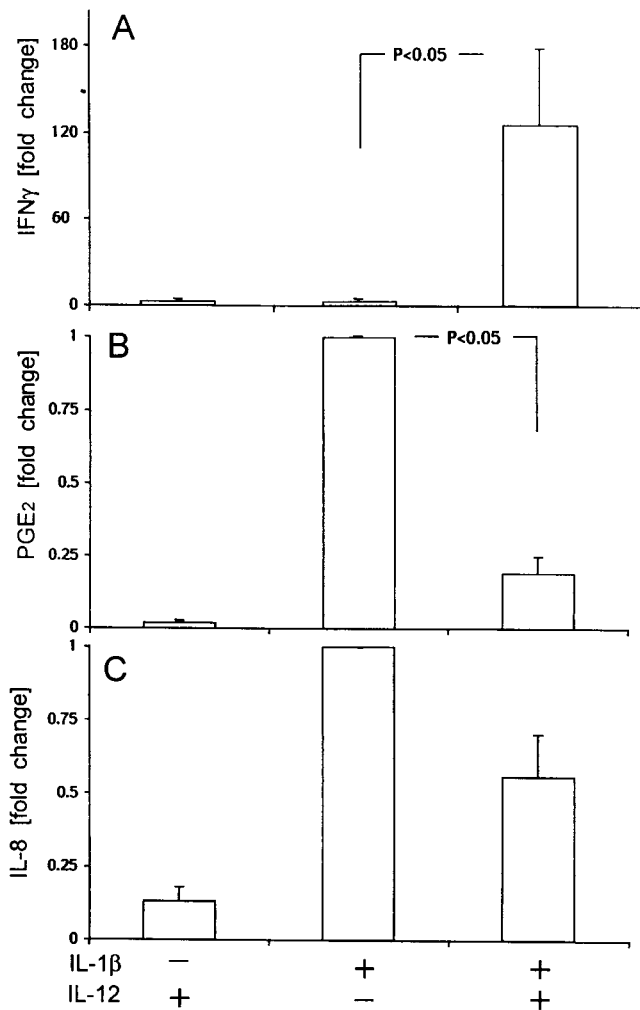 A
IFNγ [fold change]
180
120
60
0
P<0.05
B
PGE2 [fold change]
1
0.75
0.5
0.25
0
P<0.05
C
IL-8 [fold change]
1
0.75
0.5
0.25
0
IL-1β − + +
IL-12 + − +